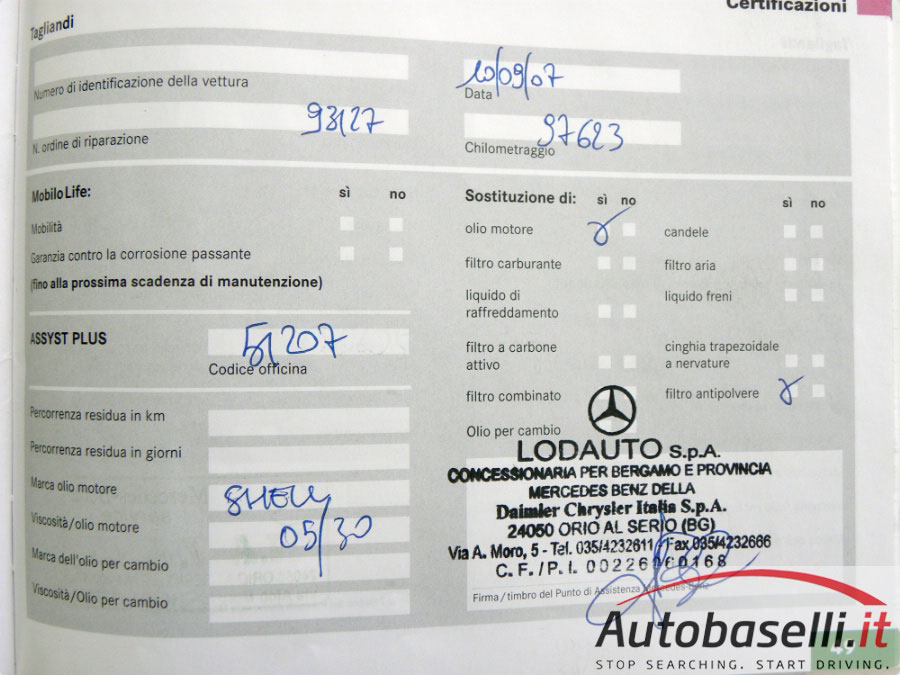 Tagliandi
Certificazioni
Numero di identificazione della vettura
10/09/07
Data
93127
N. ordine di riparazione
97623
Chilometraggio
MobiloLife: sì no
Mobilità
Garanzia contro la corrosione passante
(fino alla prossima scadenza di manutenzione)
ASSYST PLUS
51207
Codice officina
Percorrenza residua in km
Percorrenza residua in giorni
Marca olio motore SHELL
Viscosità/olio motore 05/30
Marca dell'olio per cambio
Viscosità/Olio per cambio
Sostituzione di: sì no sì no
olio motore candele
filtro carburante filtro aria
liquido di liquido freni
raffreddamento
filtro a carbone cinghia trapezoidale
attivo a nervature
filtro combinato filtro antipolvere
Olio per cambio
LODAUTO S.p.A.
CONCESSIONARIA PER BERGAMO E PROVINCIA
MERCEDES BENZ DELLA
Daimler Chrysler Italia S.p.A.
24050 ORIO AL SERIO (BG)
Via A. Moro, 5 - Tel. 035/4232611 - Fax 035/4232666
C.F./P.I.
Firma/timbro del Punto di Assistenza Mercedes-Benz
Autobaselli.it
STOP SEARCHING. START DRIVING.
49